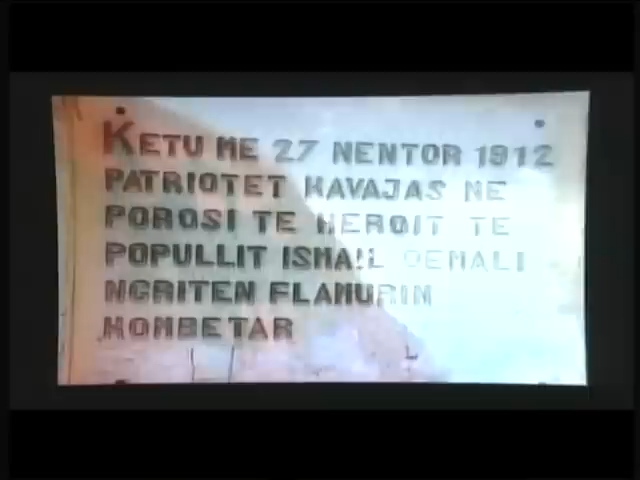 KETU ME 27 NENTOR 1912
PATRIOTET KAVAJAS NE
POROSI TE HEROIT TE
POPULLIT ISMAIL QEMALI
NGRITEN FLAMURIN
KOMBETAR